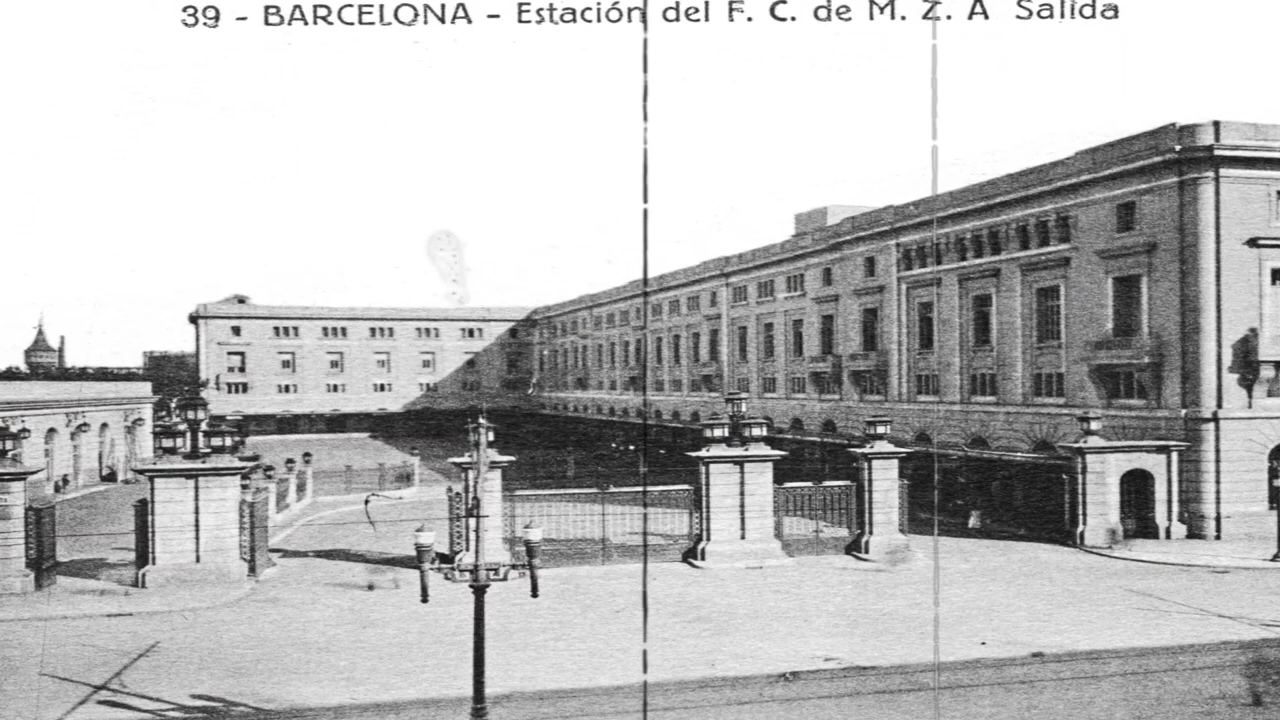 39 - BARCELONA - Estación del F. C. de M. Z. A Salida